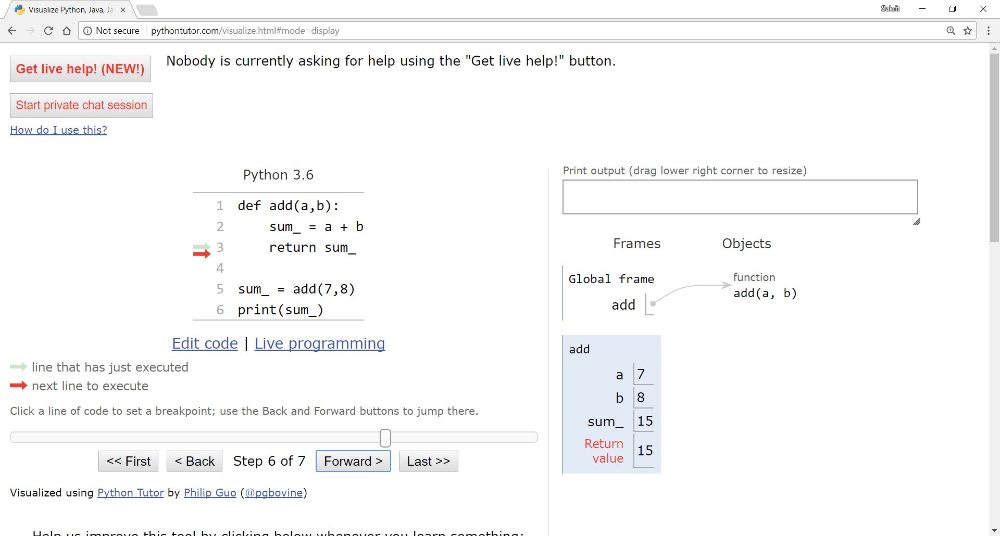 Visualize Python, Java, Ja
Sukrit
Not secure | pythontutor.com/visualize.html#mode=display
Get live help! (NEW!)
Nobody is currently asking for help using the "Get live help!" button.
Start private chat session
How do I use this?
Python 3.6
1 def add(a,b):
2     sum_ = a + b
3     return sum_
4
5 sum_ = add(7,8)
6 print(sum_)
Edit code | Live programming
line that has just executed
next line to execute
Click a line of code to set a breakpoint; use the Back and Forward buttons to jump there.
<< First < Back Step 6 of 7 Forward > Last >>
Visualized using Python Tutor by Philip Guo (@pgbovine)
Help us improve this tool by clicking below whenever you learn something:
Print output (drag lower right corner to resize)
Frames Objects
Global frame
add
function
add(a, b)
add
a 7
b 8
sum_ 15
Return
value 15